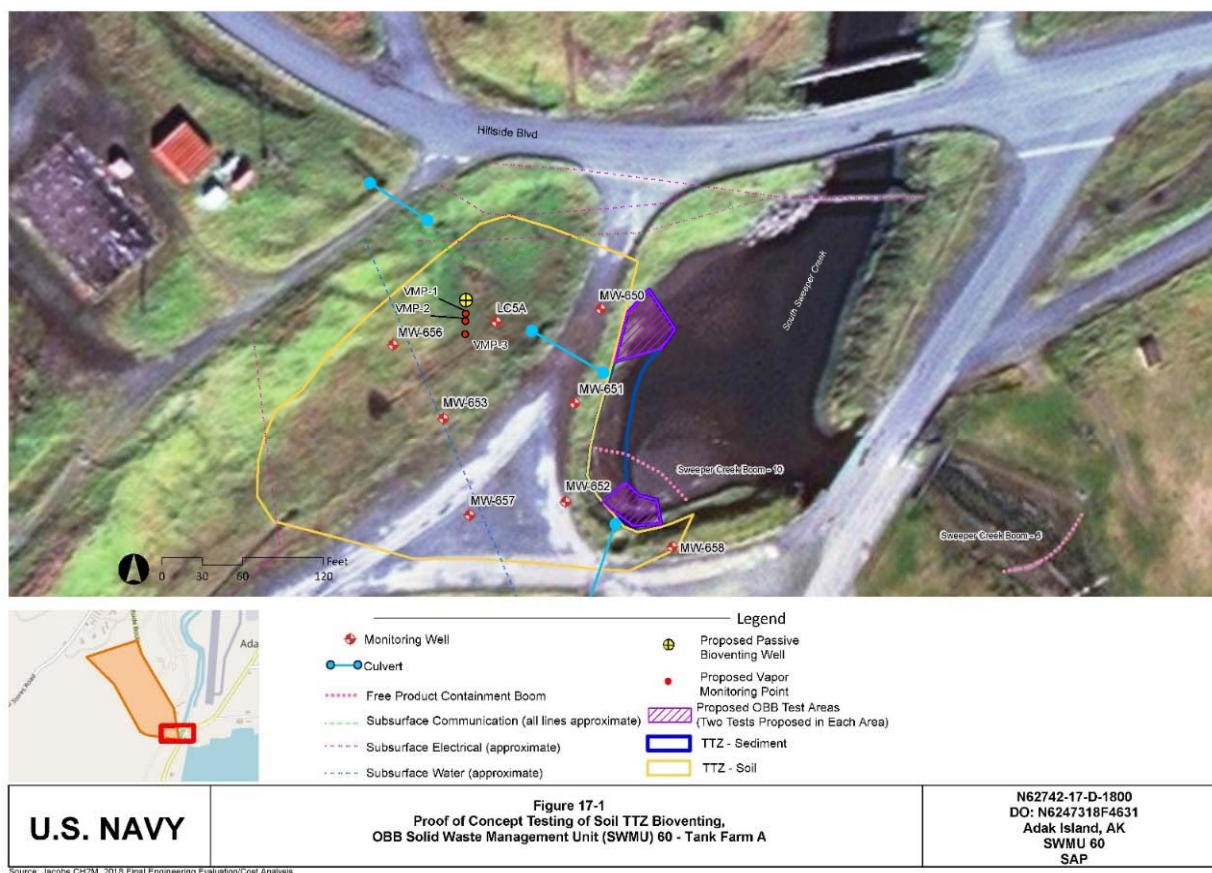 Hillside Blvd
South Sweeper Creek
VMP-1
VMP-2
LC5A
MW-650
MW-656
VMP-3
MW-651
MW-653
Sweeper Creek Boom - 10
MW-652
MW-657
MW-658
Feet
0 30 60 120
Legend
Monitoring Well
Culvert
Free Product Containment Boom
Subsurface Communication (all lines approximate)
Subsurface Electrical (approximate)
Subsurface Water (approximate)
Proposed Passive
Bioventing Well
Proposed Vapor
Monitoring Point
Proposed OBB Test Areas
(Two Tests Proposed in Each Area)
TTZ - Sediment
TTZ - Soil
U.S. NAVY
Figure 17-1
Proof of Concept Testing of Soil TTZ Bioventing,
OBB Solid Waste Management Unit (SWMU) 60 - Tank Farm A
N62742-17-D-1800
DO: N6247318F4631
Adak Island, AK
SWMU 60
SAP
Source: Jacobs CH2M, 2018 Final Engineering Evaluation/Cost Analysis